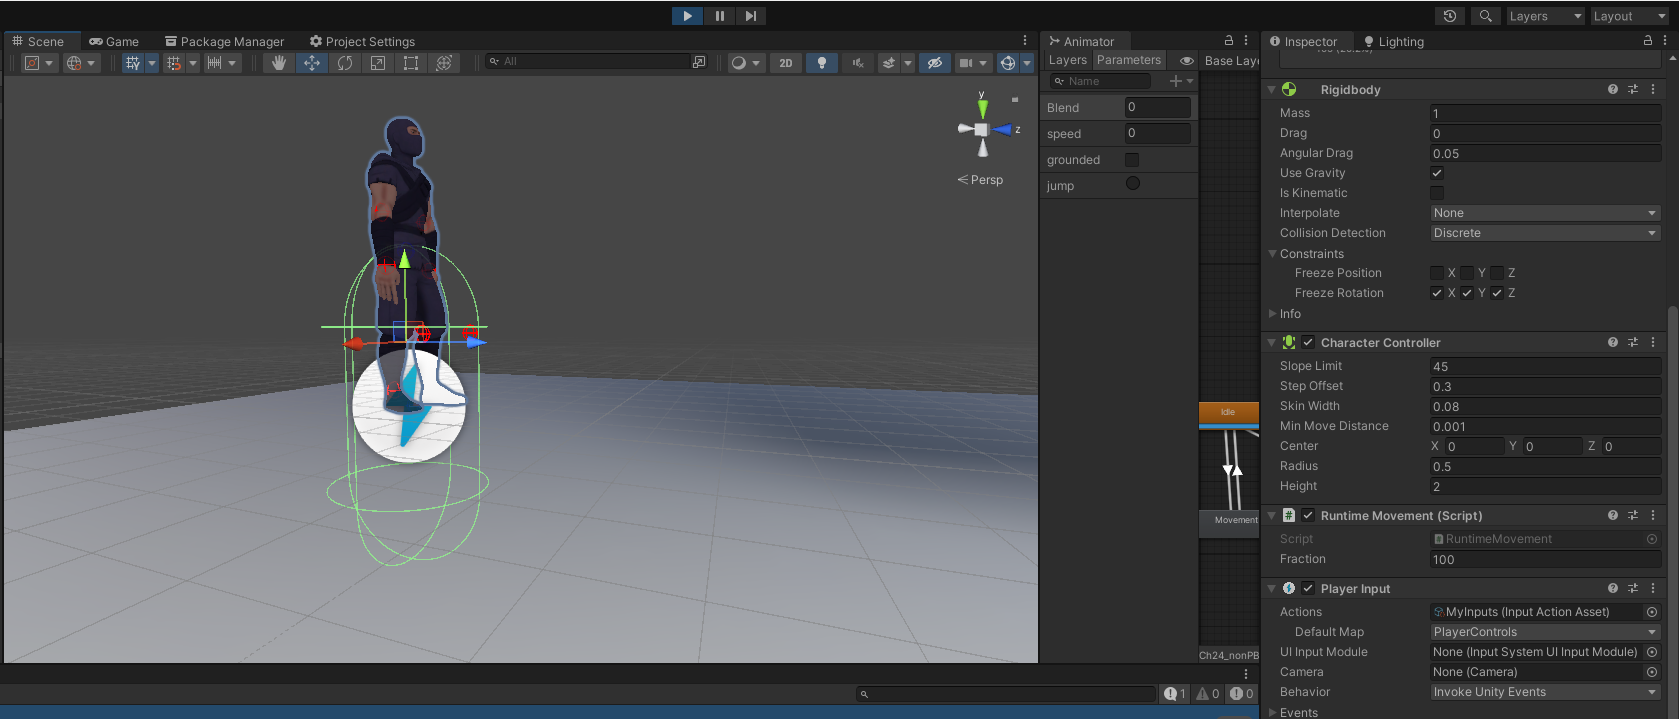 Layers
Layout
Scene
Game
Package Manager
Project Settings
Animator
Inspector
Lighting
All
2D
Layers
Parameters
Base Laye
Name
Blend
0
speed
0
grounded
jump
y
z
Persp
Idle
Movement
Ch24_nonPB
1
0
0
Rigidbody
Mass
1
Drag
0
Angular Drag
0.05
Use Gravity
Is Kinematic
Interpolate
None
Collision Detection
Discrete
Constraints
Freeze Position
X
Y
Z
Freeze Rotation
X
Y
Z
Info
Character Controller
Slope Limit
45
Step Offset
0.3
Skin Width
0.08
Min Move Distance
0.001
Center
X 0
Y 0
Z 0
Radius
0.5
Height
2
Runtime Movement (Script)
Script
RuntimeMovement
Fraction
100
Player Input
Actions
MyInputs (Input Action Asset)
Default Map
PlayerControls
UI Input Module
None (Input System UI Input Module)
Camera
None (Camera)
Behavior
Invoke Unity Events
Events